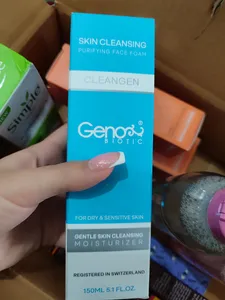 SKIN CLEANSING
PURIFYING FACE FOAM
CLEANGEN
Geno
BIOTIC
FOR DRY & SENSITIVE SKIN
GENTLE SKIN CLEANSING
MOISTURIZER
REGISTERED IN SWITZERLAND
150ML 5.1 FL.OZ.
Simple